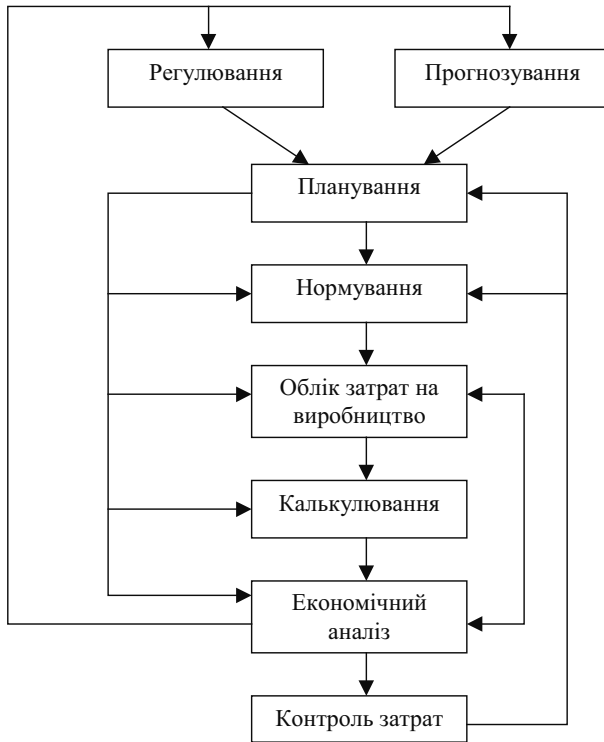 Регулювання
Прогнозування
Планування
Нормування
Облік затрат на
виробництво
Калькулювання
Економічний
аналіз
Контроль затрат